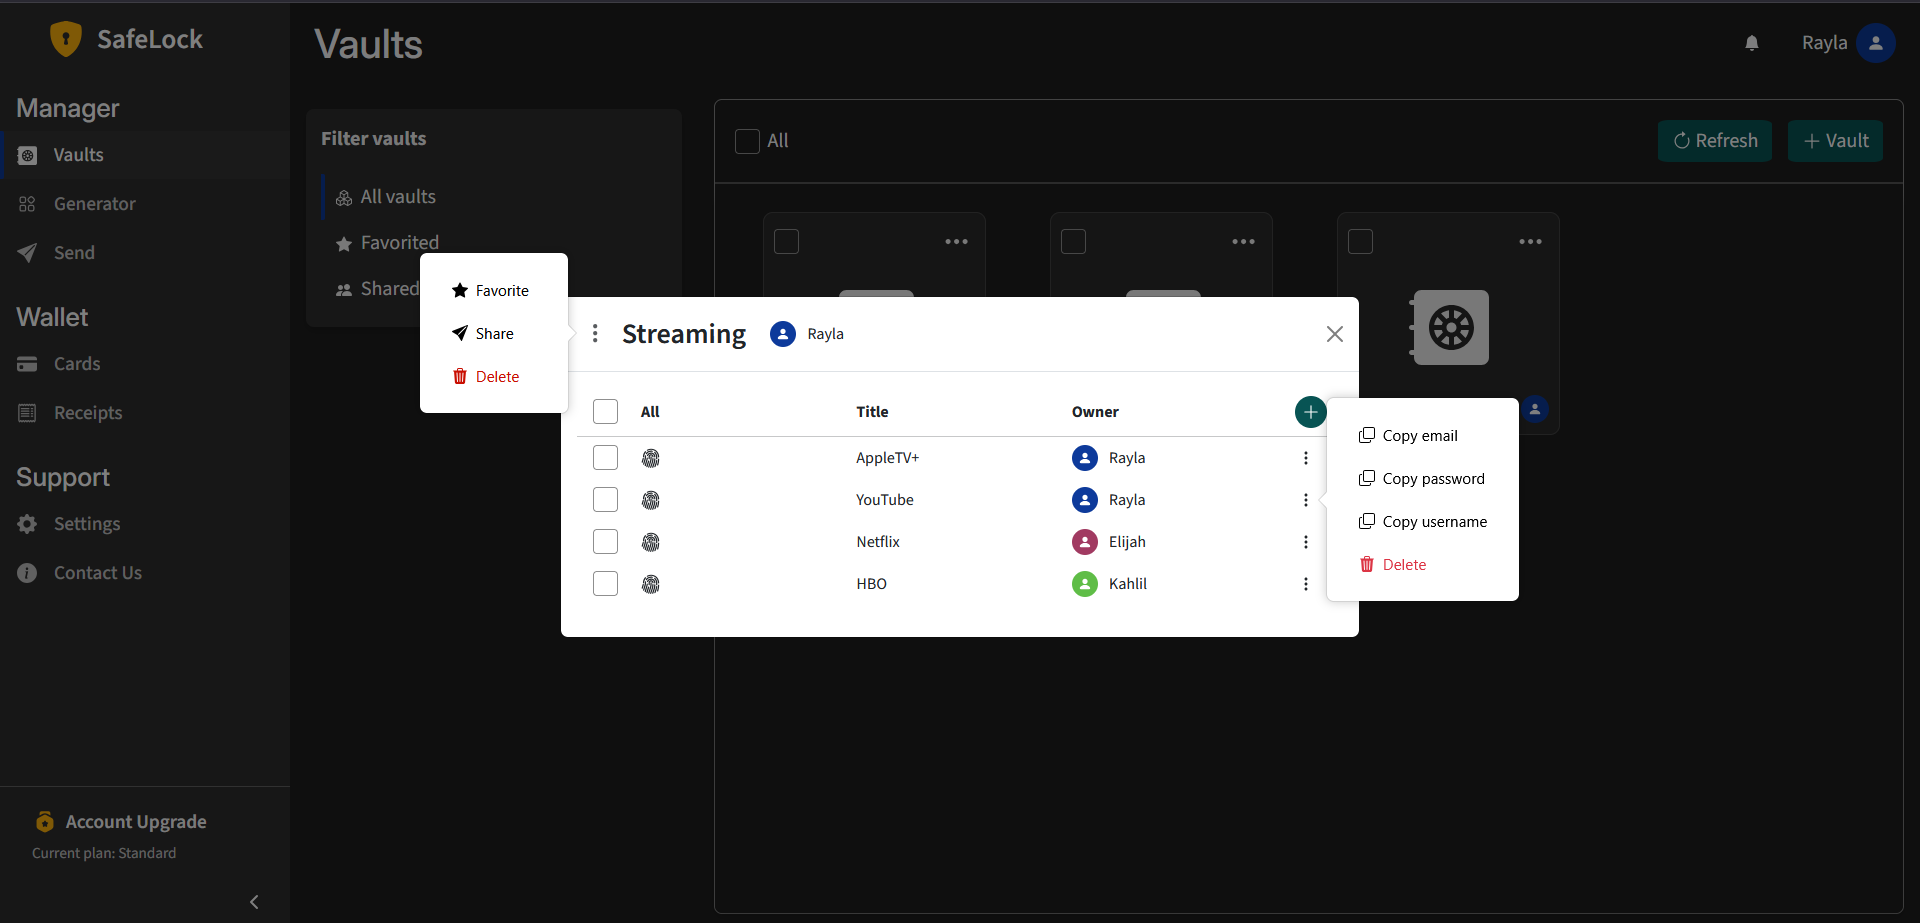 SafeLock
Vaults
Rayla
Manager
Vaults
Generator
Send
Wallet
Cards
Receipts
Support
Settings
Contact Us
Account Upgrade
Current plan: Standard
Filter vaults
All vaults
Favorited
Shared
All
Refresh
+ Vault
Favorite
Share
Delete
Streaming
Rayla
All Title Owner
AppleTV+ Rayla
YouTube Rayla
Netflix Elijah
HBO Kahlil
Copy email
Copy password
Copy username
Delete